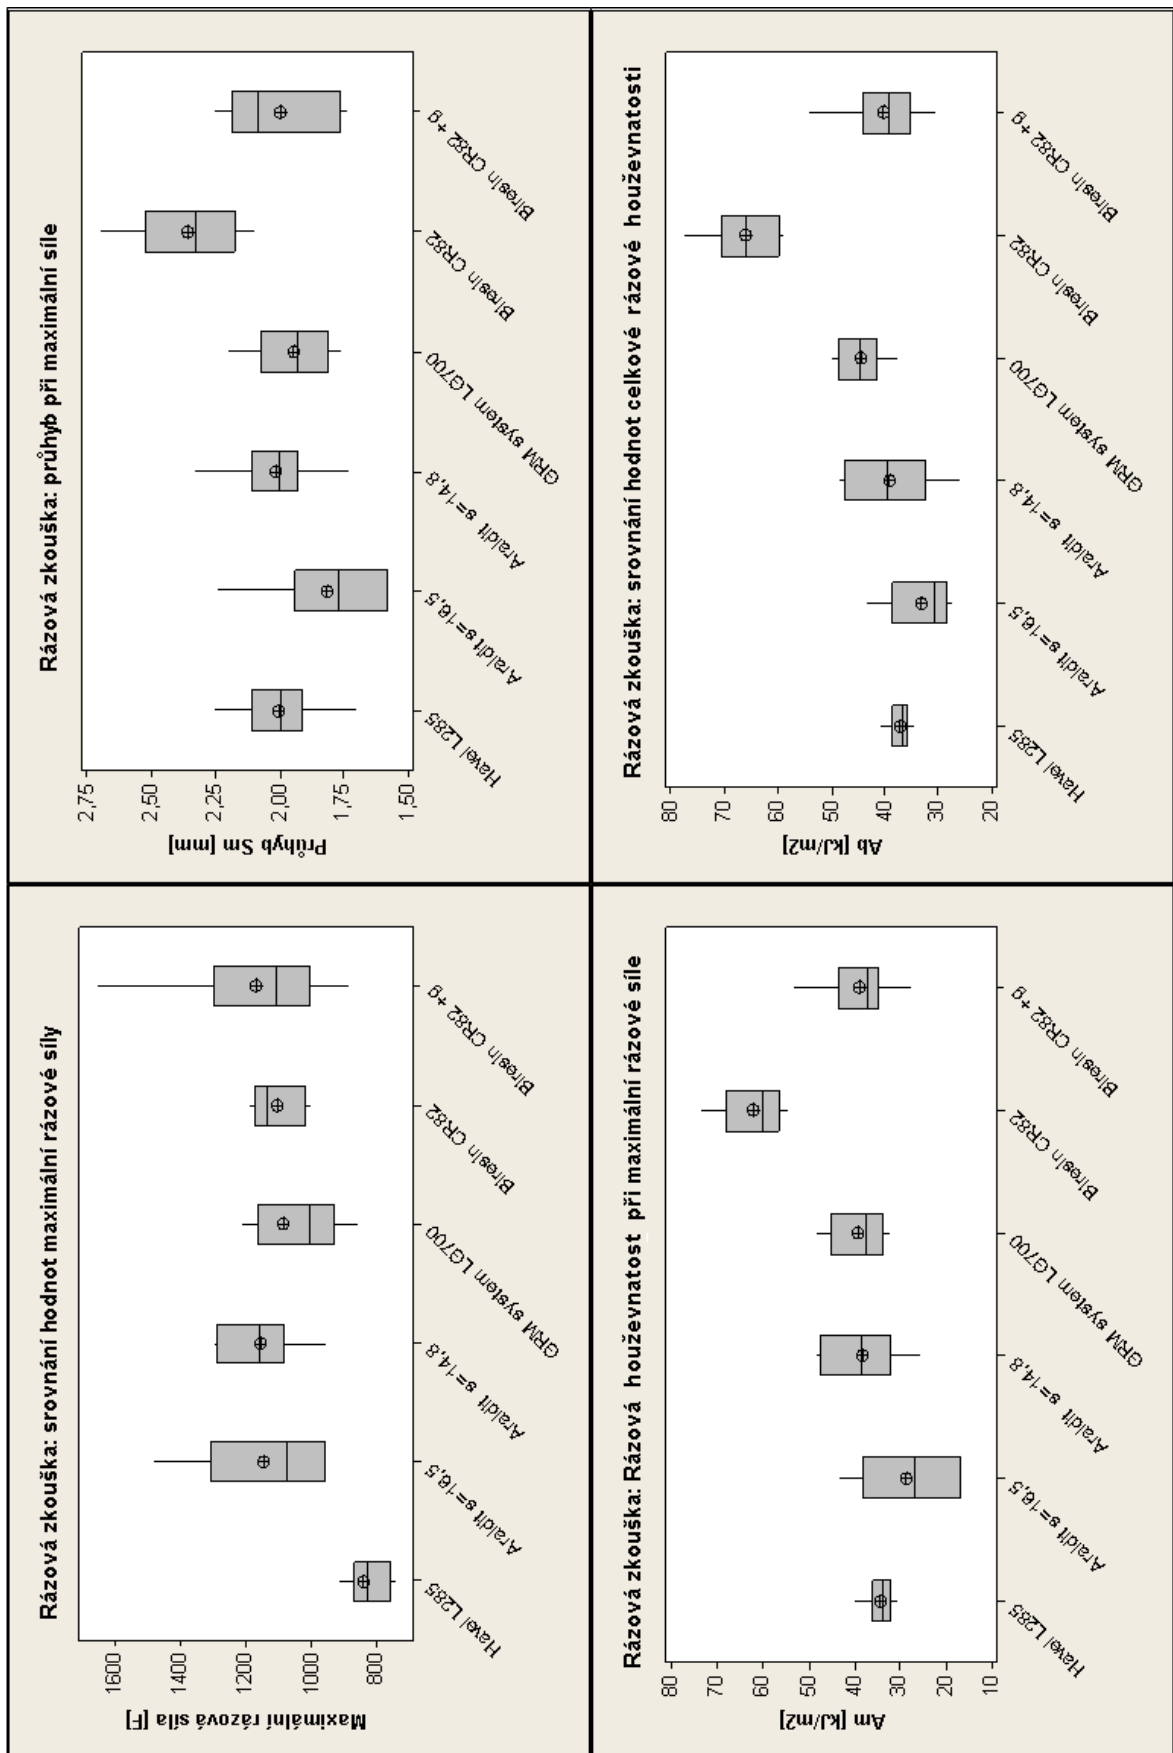 Rázová zkouška: srovnání hodnot maximální rázové síly
Maximální rázová síla [F]
1600
1400
1200
1000
800
Havel L285
Araldit s=16,5
Araldit s=14,8
GRM system LG700
Biresin CR82
Biresin CR82 +g
Rázová zkouška: průhyb při maximální síle
Průhyb Sm [mm]
2,75
2,50
2,25
2,00
1,75
1,50
Havel L285
Araldit s=16,5
Araldit s=14,8
GRM system LG700
Biresin CR82
Biresin CR82 +g
Rázová zkouška: Rázová houževnatost při maximální rázové síle
Am [kJ/m2]
80
70
60
50
40
30
20
10
Havel L285
Araldit s=16,5
Araldit s=14,8
GRM system LG700
Biresin CR82
Biresin CR82 +g
Rázová zkouška: srovnání hodnot celkové rázové houževnatosti
Ab [kJ/m2]
80
70
60
50
40
30
20
Havel L285
Araldit s=16,5
Araldit s=14,8
GRM system LG700
Biresin CR82
Biresin CR82 +g